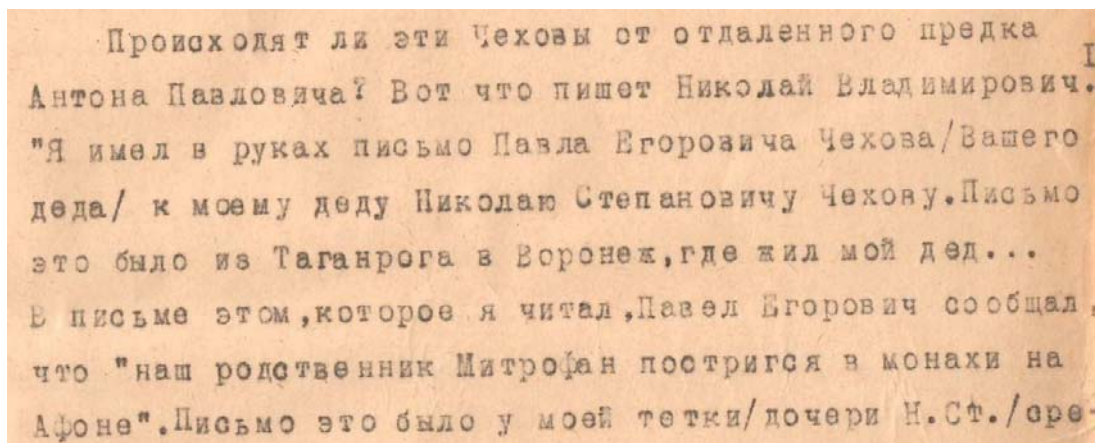 Происходят ли эти Чеховы от отдаленного предка
Антона Павловича? Вот что пишет Николай Владимирович.
"Я имел в руках письмо Павла Егоровича Чехова/Вашего
деда/ к моему деду Николаю Степановичу Чехову.Письмо
это было из Таганрога в Воронеж,где жил мой дед...
В письме этом,которое я читал,Павел Егорович сообщал,
что "наш родственник Митрофан постригся в монахи на
Афоне".Письмо это было у моей тетки/дочери Н.Ст./сре-